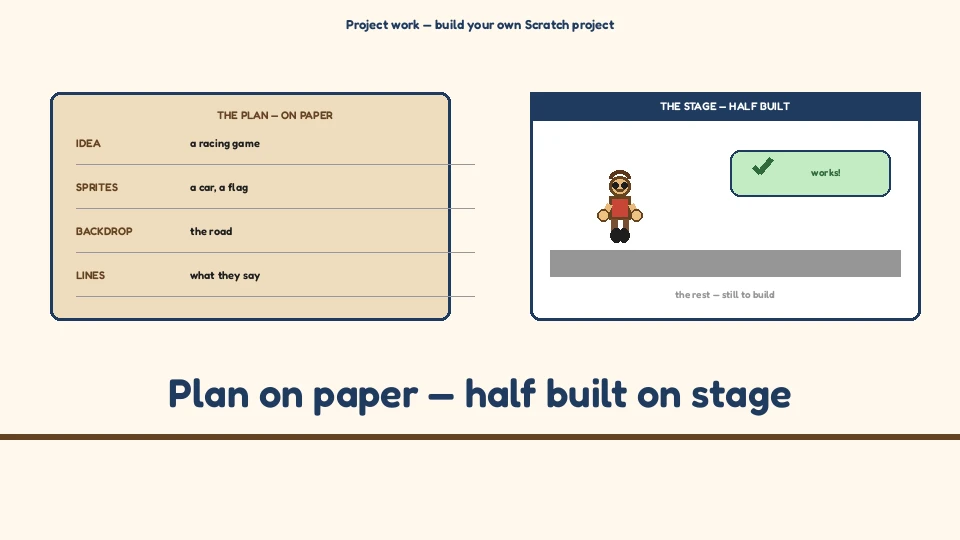 Project work — build your own Scratch project
THE PLAN — ON PAPER
IDEA a racing game
SPRITES a car, a flag
BACKDROP the road
LINES what they say
THE STAGE — HALF BUILT
works!
the rest — still to build
Plan on paper — half built on stage